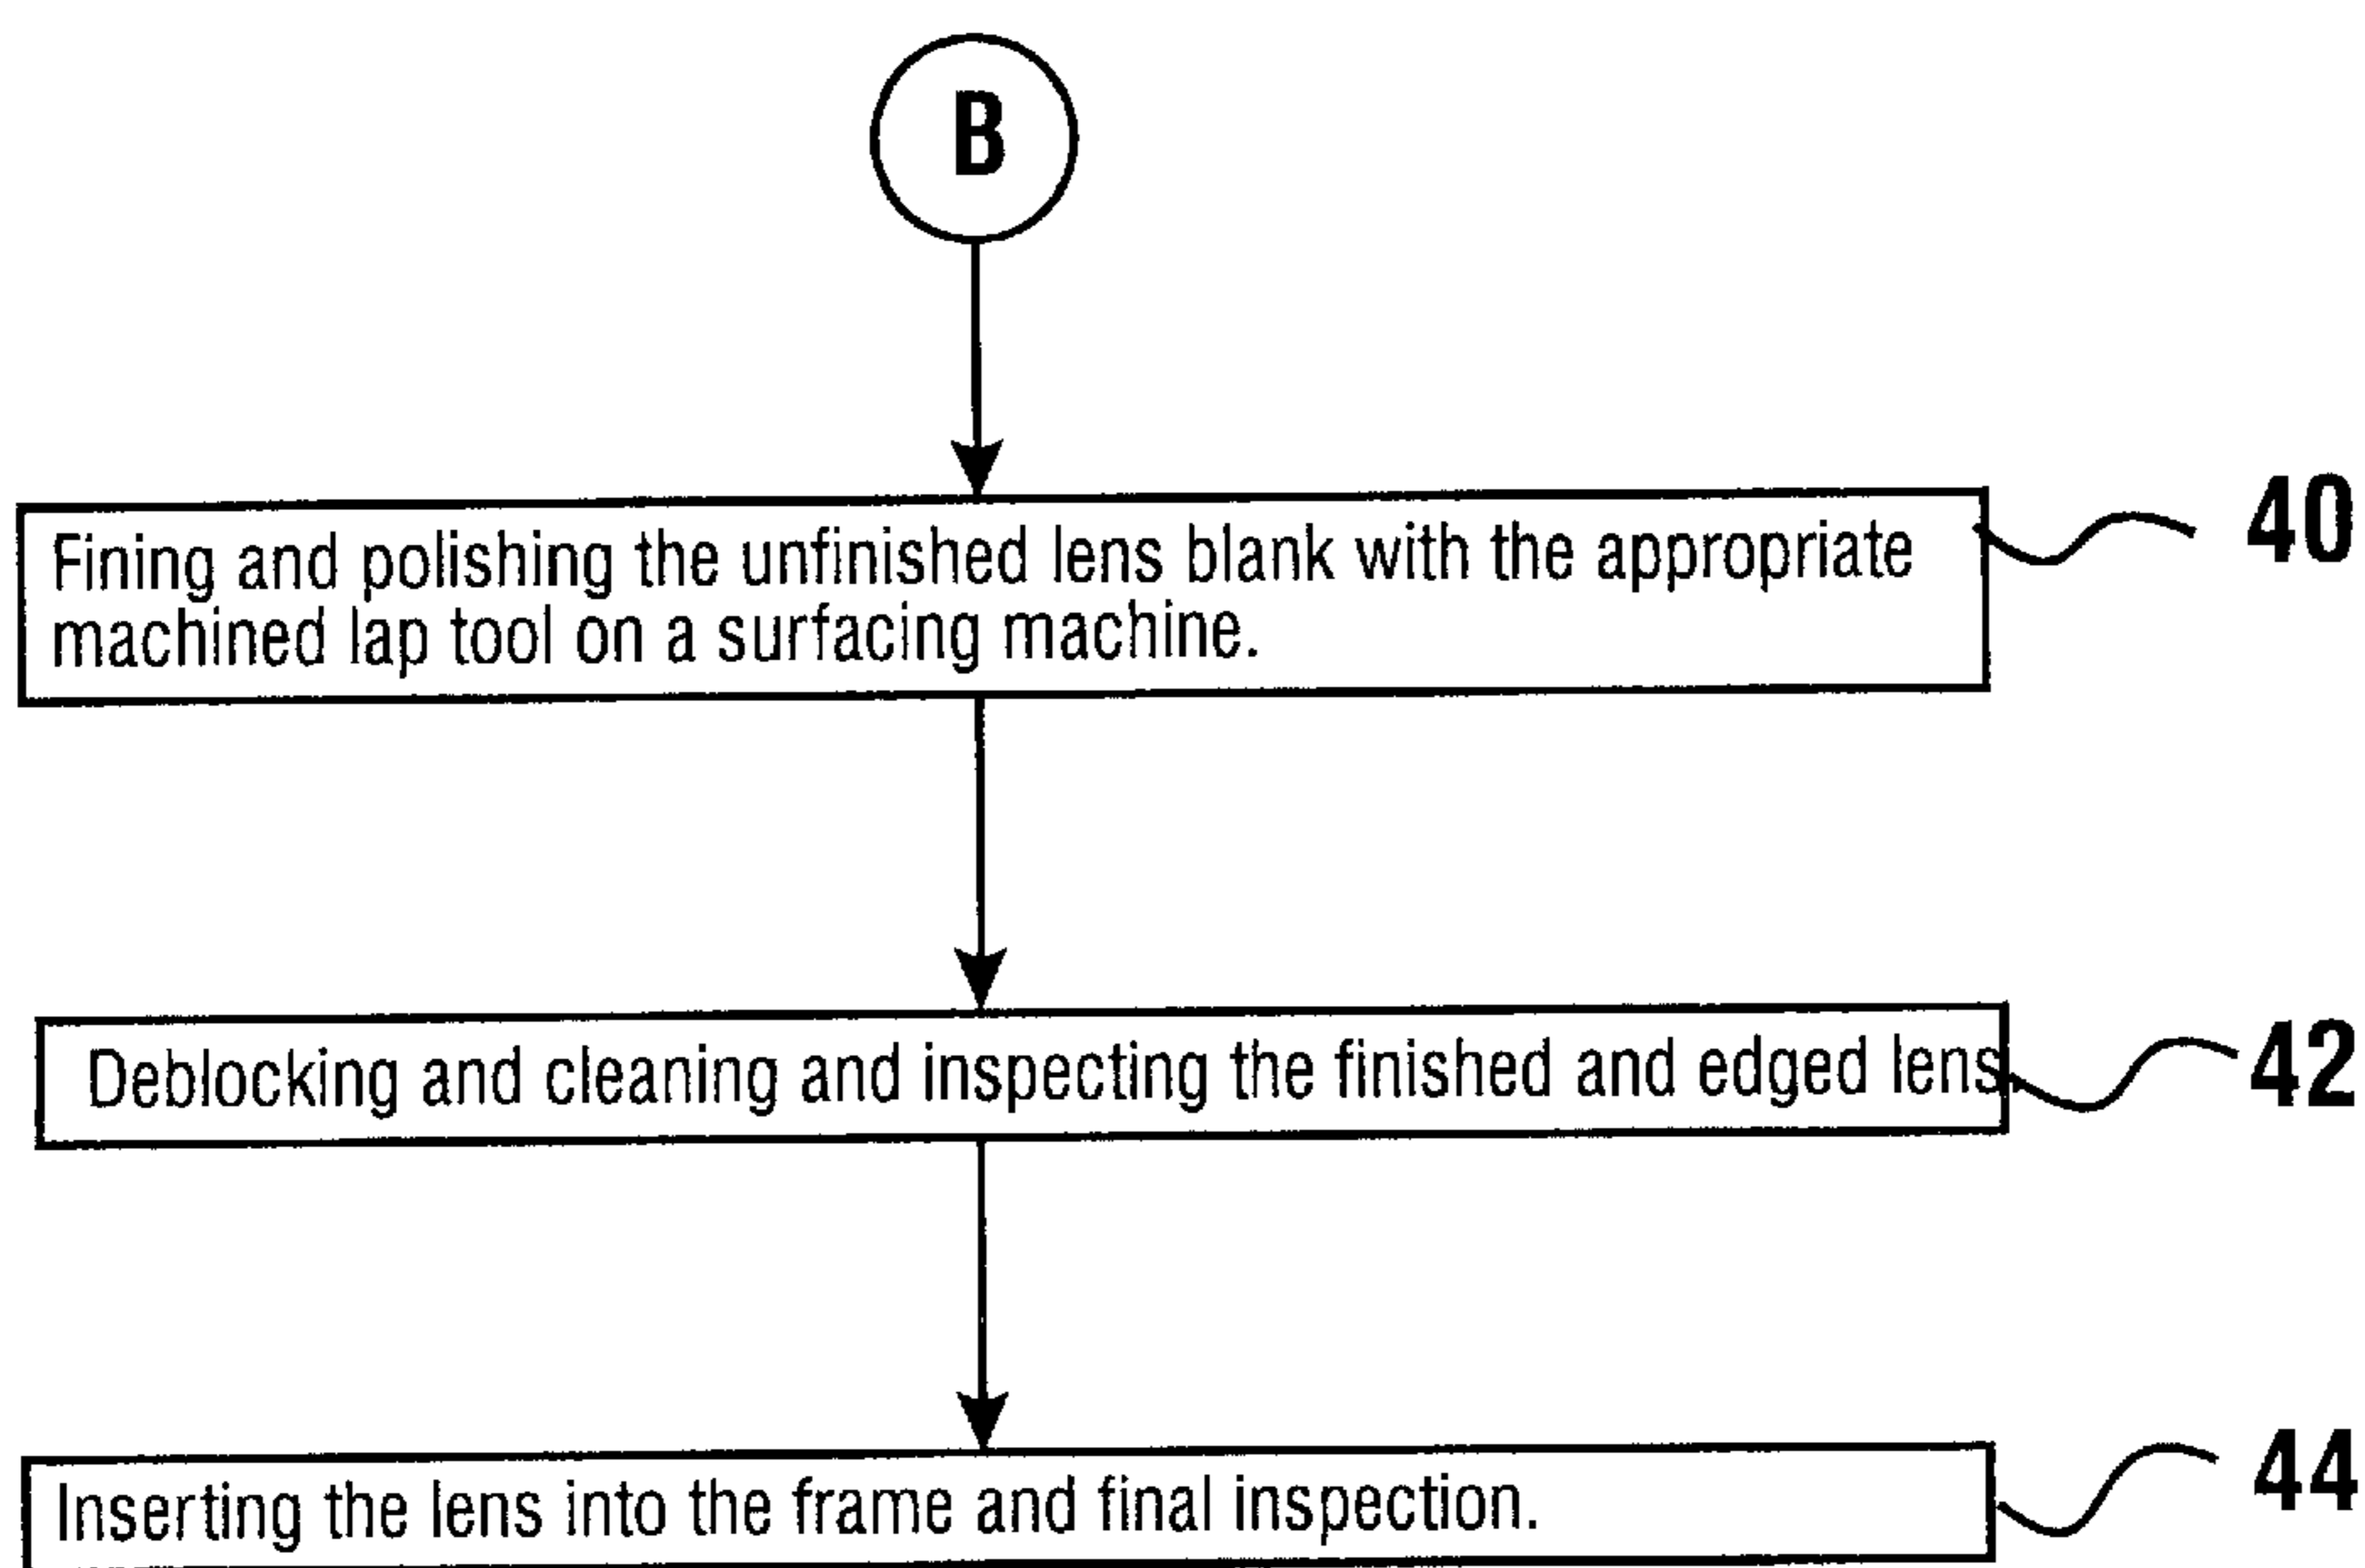 B
Fining and polishing the unfinished lens blank with the appropriate
machined lap tool on a surfacing machine.
40
Deblocking and cleaning and inspecting the finished and edged lens
42
Inserting the lens into the frame and final inspection.
44